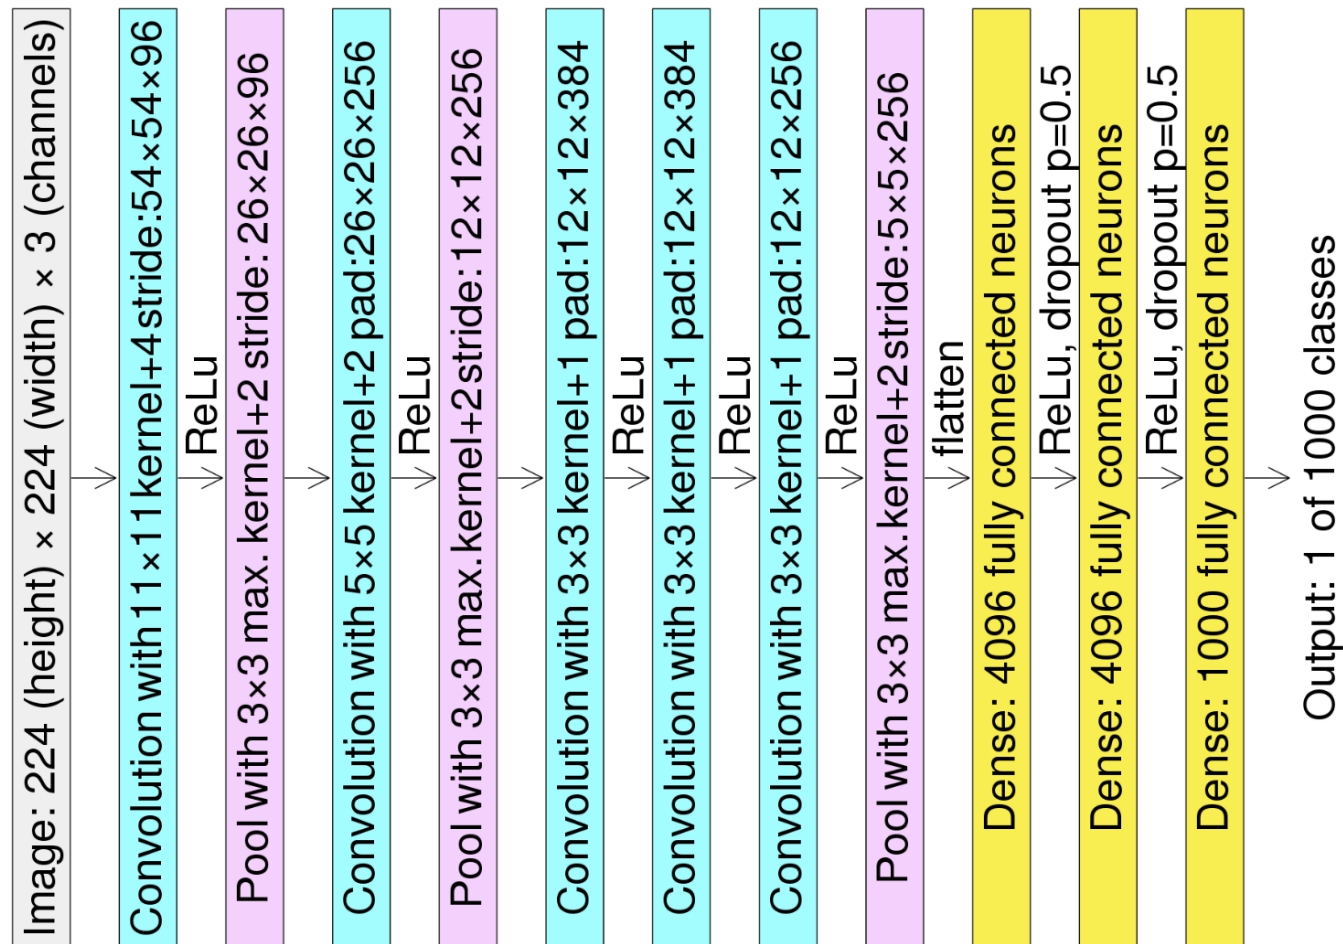 Image: 224 (height) × 224 (width) × 3 (channels)
Convolution with 11×11 kernel+4 stride:54×54×96
ReLu
Pool with 3×3 max. kernel+2 stride: 26×26×96
Convolution with 5×5 kernel+2 pad:26×26×256
ReLu
Pool with 3×3 max.kernel+2stride:12×12×256
Convolution with 3×3 kernel+1 pad:12×12×384
ReLu
Convolution with 3×3 kernel+1 pad:12×12×384
ReLu
Convolution with 3×3 kernel+1 pad:12×12×256
ReLu
Pool with 3×3 max.kernel+2stride:5×5×256
flatten
Dense: 4096 fully connected neurons
ReLu, dropout p=0.5
Dense: 4096 fully connected neurons
ReLu, dropout p=0.5
Dense: 1000 fully connected neurons
Output: 1 of 1000 classes